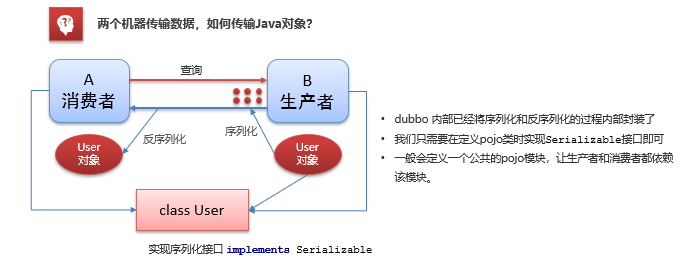 两个机器传输数据，如何传输Java对象？
查询
A
消费者
B
生产者
序列化
反序列化
User
对象
User
对象
class User
实现序列化接口 implements Serializable
• dubbo 内部已经将序列化和反序列化的过程内部封装了
• 我们只需要在定义pojo类时实现Serializable接口即可
• 一般会定义一个公共的pojo模块，让生产者和消费者都依赖
该模块。